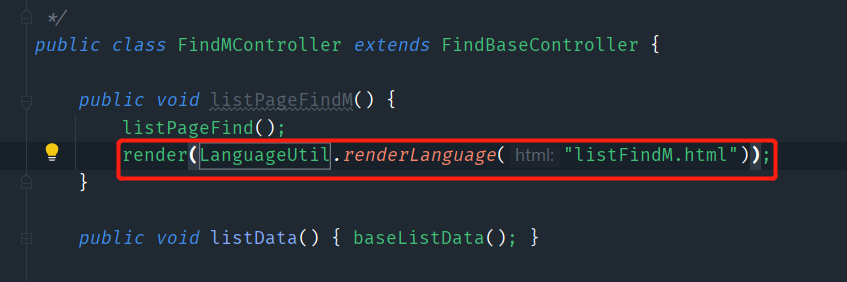 */
public class FindMController extends FindBaseController {
public void listPageFindM() {
listPageFind();
render(LanguageUtil.renderLanguage( html: "listFindM.html"));
}
public void listData() { baseListData(); }